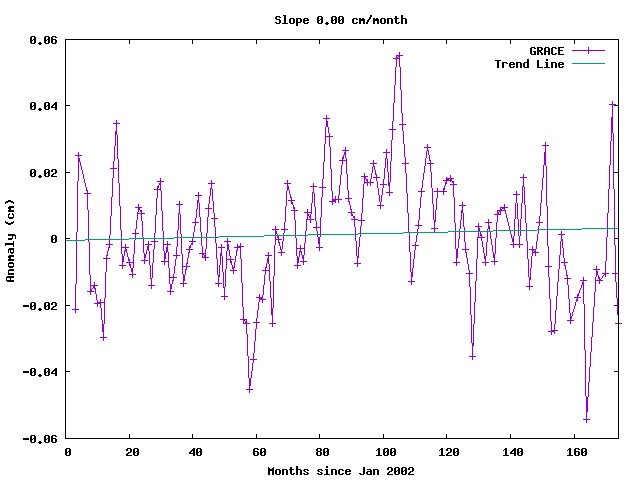 Slope 0.00 cm/month
GRACE
Trend Line
0.06
0.04
0.02
0
-0.02
-0.04
-0.06
Anomaly (cm)
0 20 40 60 80 100 120 140 160
Months since Jan 2002